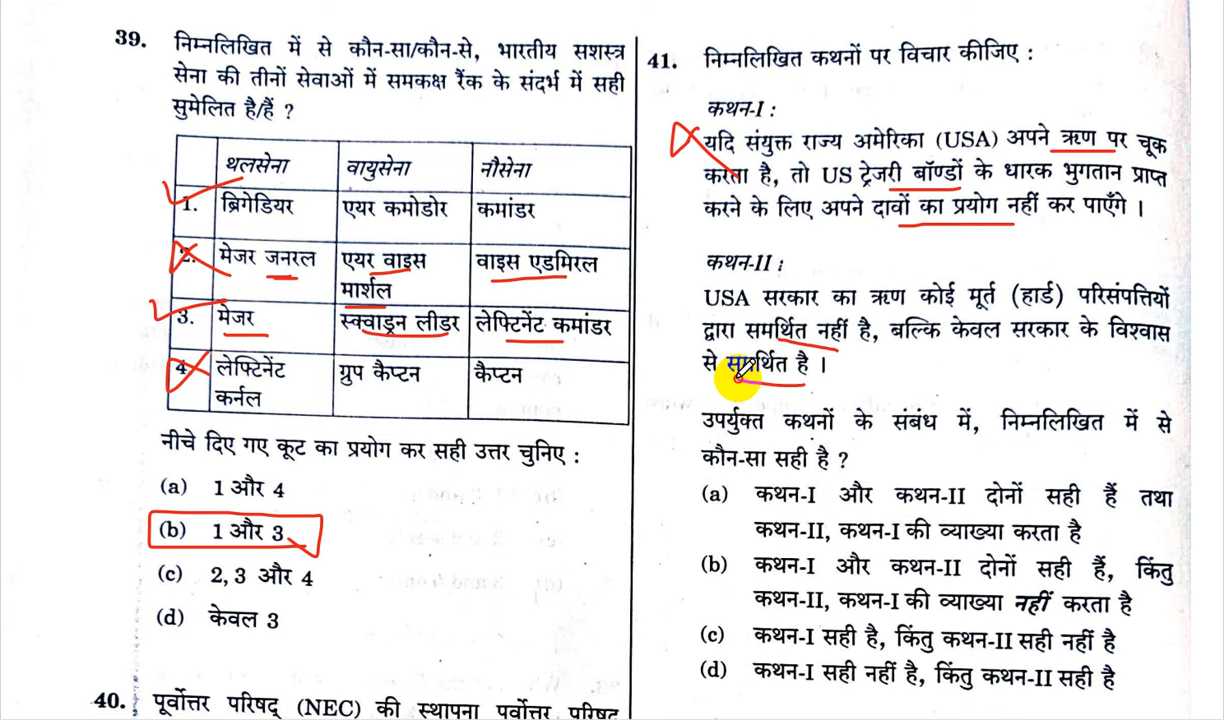 39. निम्नलिखित में से कौन-सा/कौन-से, भारतीय सशस्त्र
सेना की तीनों सेवाओं में समकक्ष रैंक के संदर्भ में सही
सुमेलित है/हैं ?
थलसेना वायुसेना नौसेना
1. ब्रिगेडियर एयर कमोडोर कमांडर
2. मेजर जनरल एयर वाइस वाइस एडमिरल
मार्शल
3. मेजर स्क्वाड्रन लीडर लेफ्टिनेंट कमांडर
4. लेफ्टिनेंट ग्रुप कैप्टन कैप्टन
कर्नल
नीचे दिए गए कूट का प्रयोग कर सही उत्तर चुनिए :
(a) 1 और 4
(b) 1 और 3
(c) 2, 3 और 4
(d) केवल 3
40. पूर्वोत्तर परिषद् (NEC) की स्थापना पूर्वोत्तर परिषद्
41. निम्नलिखित कथनों पर विचार कीजिए :
कथन-I :
यदि संयुक्त राज्य अमेरिका (USA) अपने ऋण पर चूक
करता है, तो US ट्रेजरी बॉण्डों के धारक भुगतान प्राप्त
करने के लिए अपने दावों का प्रयोग नहीं कर पाएँगे ।
कथन-II :
USA सरकार का ऋण कोई मूर्त (हार्ड) परिसंपत्तियों
द्वारा समर्थित नहीं है, बल्कि केवल सरकार के विश्वास
से समर्थित है ।
उपर्युक्त कथनों के संबंध में, निम्नलिखित में से
कौन-सा सही है ?
(a) कथन-I और कथन-II दोनों सही हैं तथा
कथन-II, कथन-I की व्याख्या करता है
(b) कथन-I और कथन-II दोनों सही हैं, किंतु
कथन-II, कथन-I की व्याख्या नहीं करता है
(c) कथन-I सही है, किंतु कथन-II सही नहीं है
(d) कथन-I सही नहीं है, किंतु कथन-II सही है